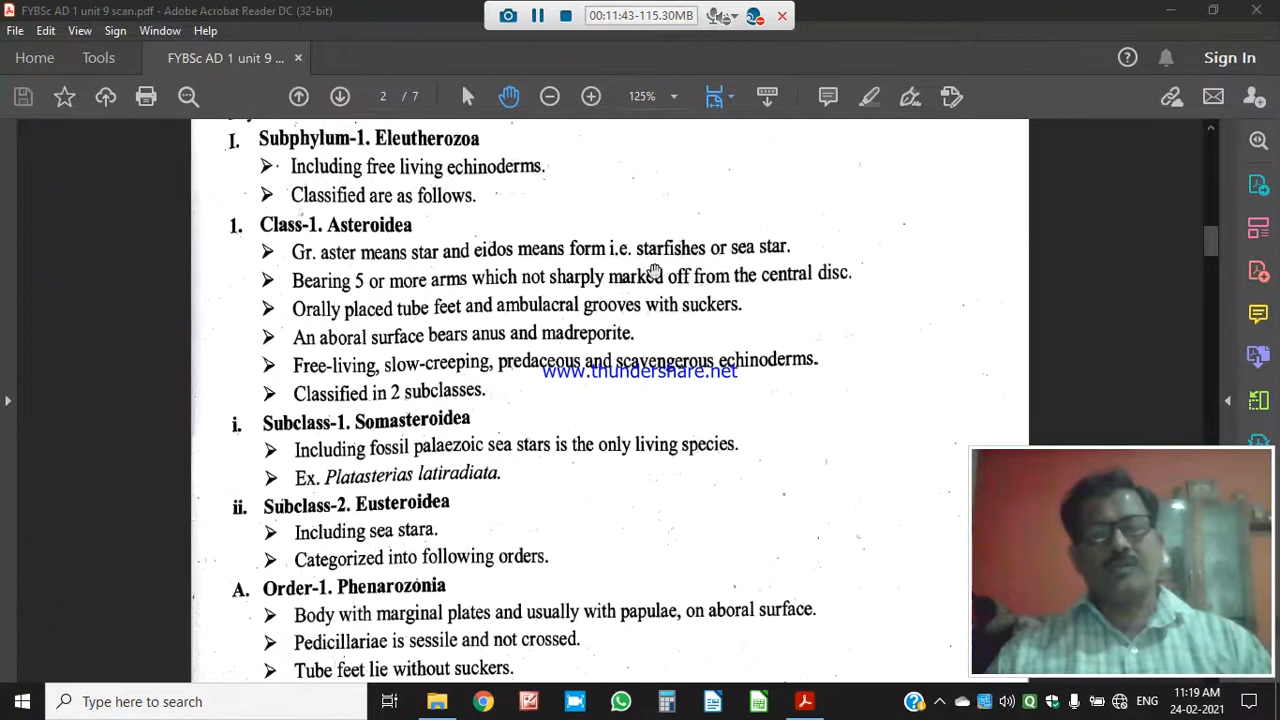 FYBSc AD 1 unit 9 scan.pdf - Adobe Acrobat Reader DC (32-bit)
00:11:43-115.30MB
File Edit View Sign Window Help
Home Tools FYBSc AD 1 unit 9 ... × Sign In
2 / 7 125%
I. Subphylum-1. Eleutherozoa
➢ Including free living echinoderms.
➢ Classified are as follows.
1. Class-1. Asteroidea
➢ Gr. aster means star and eidos means form i.e. starfishes or sea star.
➢ Bearing 5 or more arms which not sharply marked off from the central disc.
➢ Orally placed tube feet and ambulacral grooves with suckers.
➢ An aboral surface bears anus and madreporite.
➢ Free-living, slow-creeping, predaceous and scavengerous echinoderms.
www.thundershare.net
➢ Classified in 2 subclasses.
i. Subclass-1. Somasteroidea
➢ Including fossil palaezoic sea stars is the only living species.
➢ Ex. Platasterias latiradiata.
ii. Subclass-2. Eusteroidea
➢ Including sea stara.
➢ Categorized into following orders.
A. Order-1. Phenarozonia
➢ Body with marginal plates and usually with papulae, on aboral surface.
➢ Pedicillariae is sessile and not crossed.
➢ Tube feet lie without suckers.
Type here to search
ENG
11:19 AM
24-02-2021